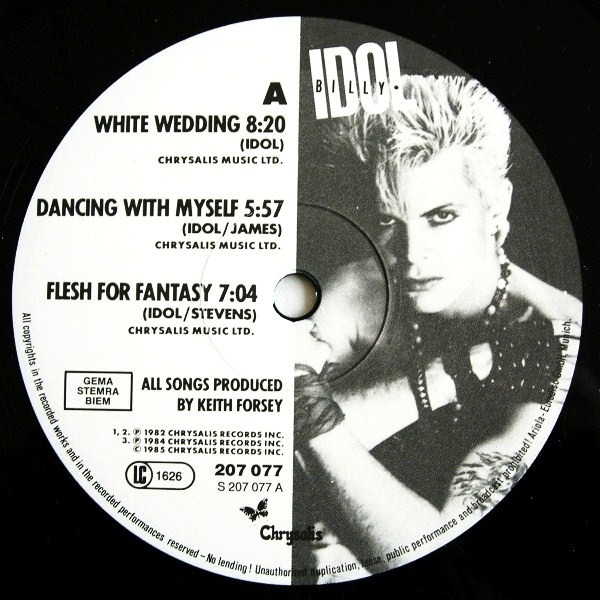 IDOL
BILLY
A
WHITE WEDDING 8:20
(IDOL)
CHRYSALIS MUSIC LTD.
DANCING WITH MYSELF 5:57
(IDOL/JAMES)
CHRYSALIS MUSIC LTD.
FLESH FOR FANTASY 7:04
(IDOL/STEVENS)
CHRYSALIS MUSIC LTD.
GEMA
STEMRA
BIEM
ALL SONGS PRODUCED
BY KEITH FORSEY
1, 2. ℗ 1982 CHRYSALIS RECORDS INC.
3. ℗ 1984 CHRYSALIS RECORDS INC.
© 1985 CHRYSALIS RECORDS INC.
LC 1626
207 077
S 207 077 A
Chrysalis
All copyrights in the recorded works and in the recorded performances reserved – No lending! Unauthorized duplication, lease, public performance and broadcast prohibited! Ariola - Munich.